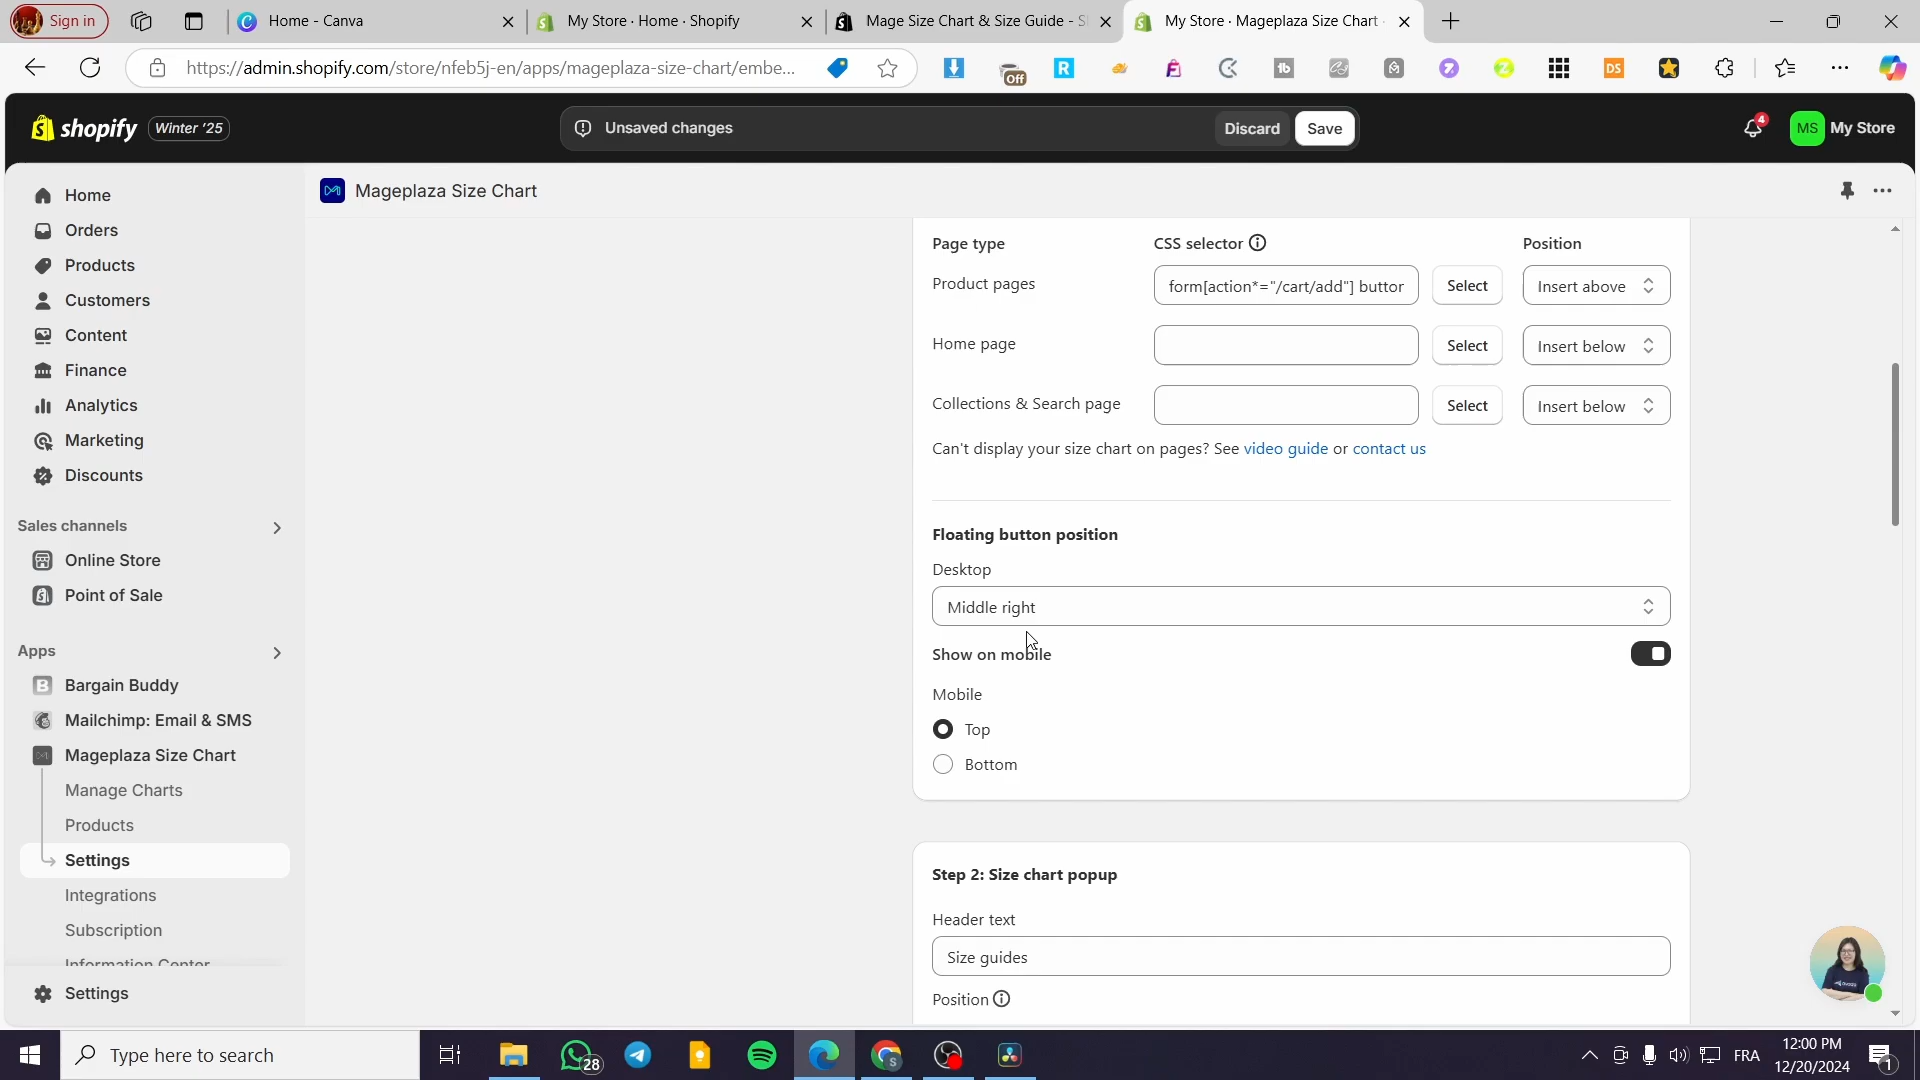 Sign in
Home - Canva
My Store · Home · Shopify
Mage Size Chart & Size Guide - S
My Store · Mageplaza Size Chart
https://admin.shopify.com/store/nfeb5j-en/apps/mageplaza-size-chart/embe...
Off
R
tb
DS
shopify
Winter '25
Unsaved changes
Discard
Save
4
MS
My Store
Home
Orders
Products
Customers
Content
Finance
Analytics
Marketing
Discounts
Sales channels
Online Store
Point of Sale
Apps
Bargain Buddy
Mailchimp: Email & SMS
Mageplaza Size Chart
Manage Charts
Products
Settings
Integrations
Subscription
Information Center
Settings
Mageplaza Size Chart
Page type
CSS selector
Position
Product pages
form[action*="/cart/add"] buttor
Select
Insert above
Home page
Select
Insert below
Collections & Search page
Select
Insert below
Can't display your size chart on pages? See video guide or contact us
Floating button position
Desktop
Middle right
Show on mobile
Mobile
Top
Bottom
Step 2: Size chart popup
Header text
Size guides
Position
Type here to search
28
FRA
12:00 PM
12/20/2024
1